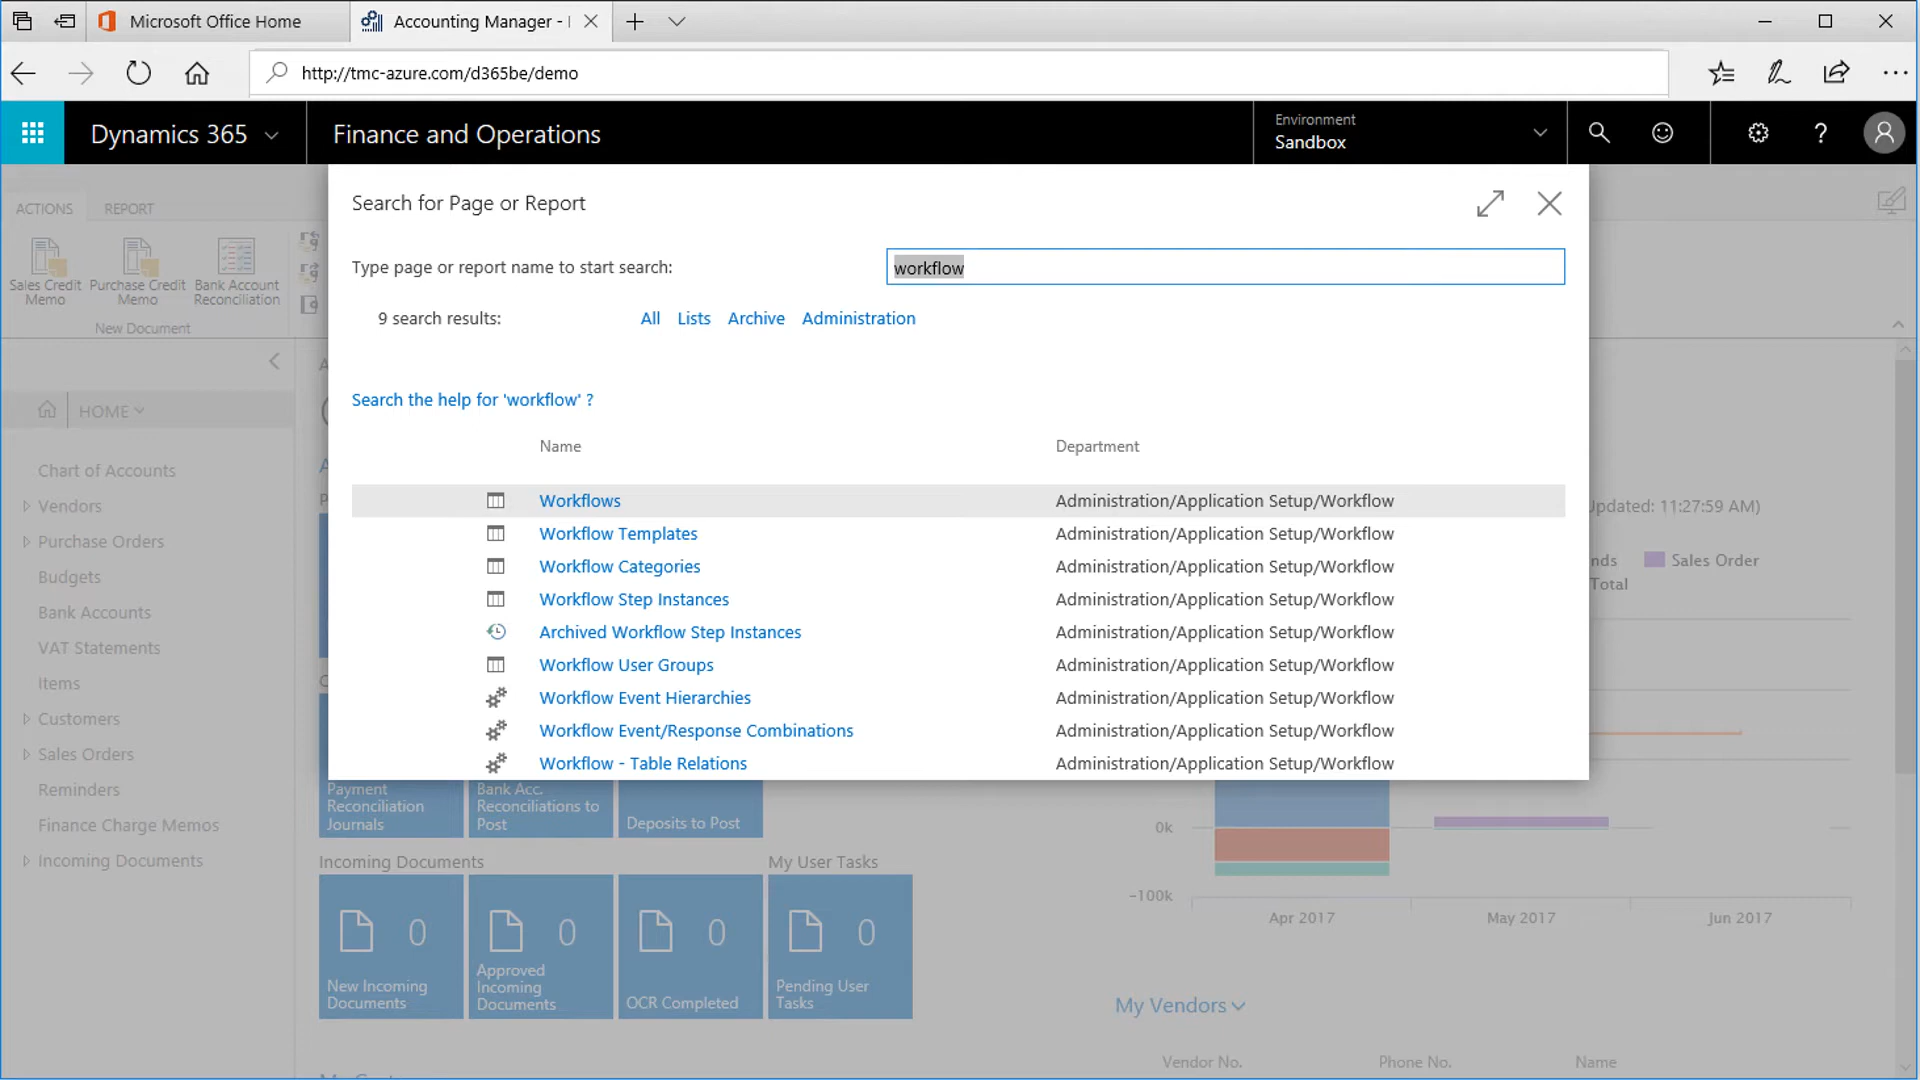 Microsoft Office Home
Accounting Manager -
http://tmc-azure.com/d365be/demo
Dynamics 365
Finance and Operations
Environment
Sandbox
?
ACTIONS
REPORT
Sales Credit
Memo
Purchase Credit
Memo
Bank Account
Reconciliation
New Document
Search for Page or Report
Type page or report name to start search:
workflow
9 search results:
All
Lists
Archive
Administration
Search the help for 'workflow' ?
Name
Department
Workflows
Administration/Application Setup/Workflow
Workflow Templates
Administration/Application Setup/Workflow
Workflow Categories
Administration/Application Setup/Workflow
Workflow Step Instances
Administration/Application Setup/Workflow
Archived Workflow Step Instances
Administration/Application Setup/Workflow
Workflow User Groups
Administration/Application Setup/Workflow
Workflow Event Hierarchies
Administration/Application Setup/Workflow
Workflow Event/Response Combinations
Administration/Application Setup/Workflow
Workflow - Table Relations
Administration/Application Setup/Workflow
HOME
Chart of Accounts
Vendors
Purchase Orders
Budgets
Bank Accounts
VAT Statements
Items
Customers
Sales Orders
Reminders
Finance Charge Memos
Incoming Documents
Updated: 11:27:59 AM)
Sales Order
Total
Payment
Reconciliation
Journals
Bank Acc.
Reconciliations to
Post
Deposits to Post
Incoming Documents
My User Tasks
0
New Incoming
Documents
0
Approved
Incoming
Documents
0
OCR Completed
0
Pending User
Tasks
0k
-100k
Apr 2017
May 2017
Jun 2017
My Vendors
Vendor No.
Phone No.
Name